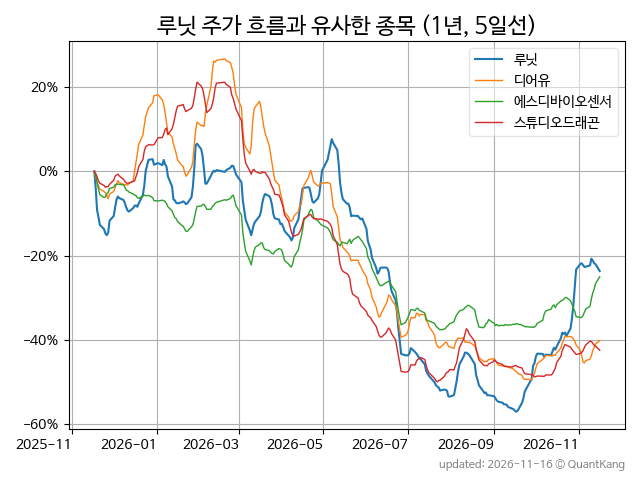 루닛 주가 흐름과 유사한 종목 (1년, 5일선)
루닛
디어유
에스디바이오센서
스튜디오드래곤
20%
0%
−20%
−40%
−60%
2025-11 2026-01 2026-03 2026-05 2026-07 2026-09 2026-11
updated: 2026-11-16 © QuantKang